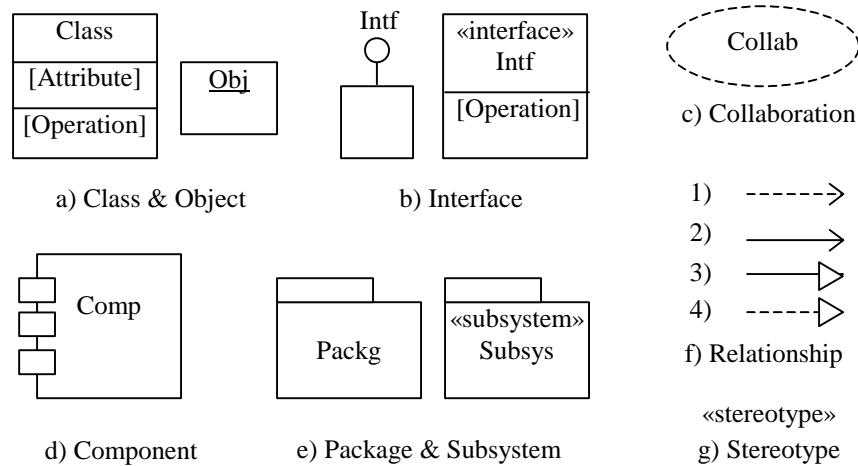 Class
[Attribute]
[Operation]
Obj
a) Class & Object
Intf
«interface»
Intf
[Operation]
b) Interface
Collab
c) Collaboration
Comp
d) Component
Packg
«subsystem»
Subsys
e) Package & Subsystem
1)
2)
3)
4)
f) Relationship
«stereotype»
g) Stereotype